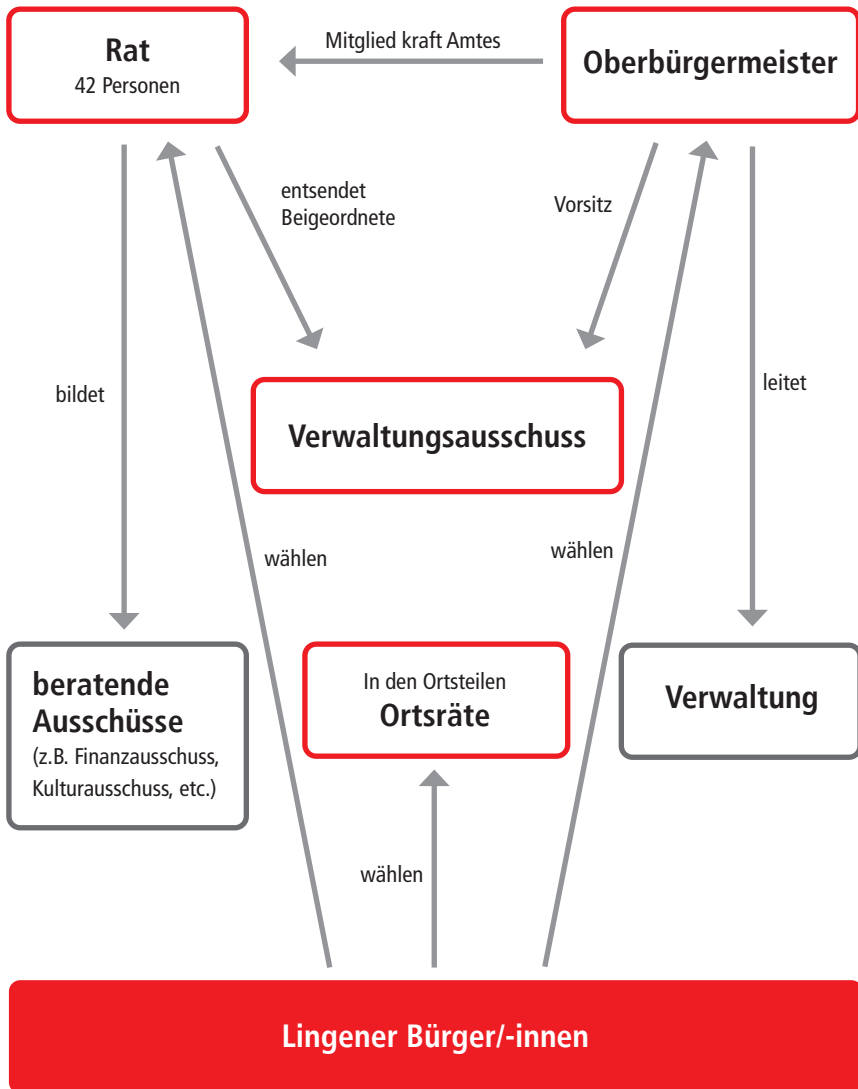 Rat
42 Personen
Mitglied kraft Amtes
Oberbürgermeister
entsendet
Beigeordnete
Vorsitz
bildet
leitet
Verwaltungsausschuss
wählen
wählen
beratende
Ausschüsse
(z.B. Finanzausschuss,
Kulturausschuss, etc.)
In den Ortsteilen
Ortsräte
Verwaltung
wählen
Lingener Bürger/-innen